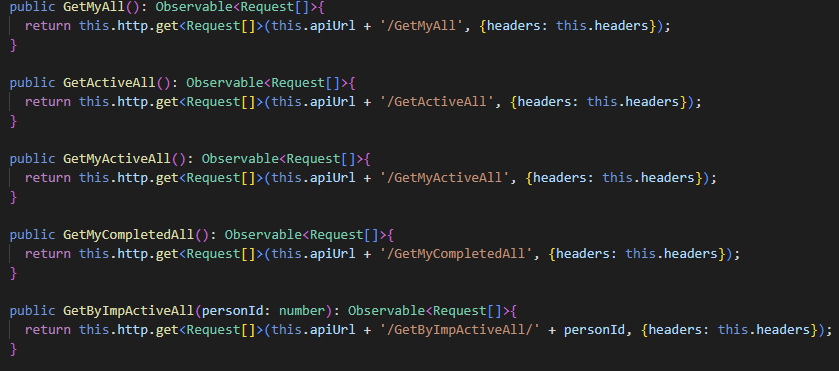 public GetMyAll(): Observable<Request[]>{
return this.http.get<Request[]>(this.apiUrl + '/GetMyAll', {headers: this.headers});
}
public GetActiveAll(): Observable<Request[]>{
return this.http.get<Request[]>(this.apiUrl + '/GetActiveAll', {headers: this.headers});
}
public GetMyActiveAll(): Observable<Request[]>{
return this.http.get<Request[]>(this.apiUrl + '/GetMyActiveAll', {headers: this.headers});
}
public GetMyCompletedAll(): Observable<Request[]>{
return this.http.get<Request[]>(this.apiUrl + '/GetMyCompletedAll', {headers: this.headers});
}
public GetByImpActiveAll(personId: number): Observable<Request[]>{
return this.http.get<Request[]>(this.apiUrl + '/GetByImpActiveAll/' + personId, {headers: this.headers});
}